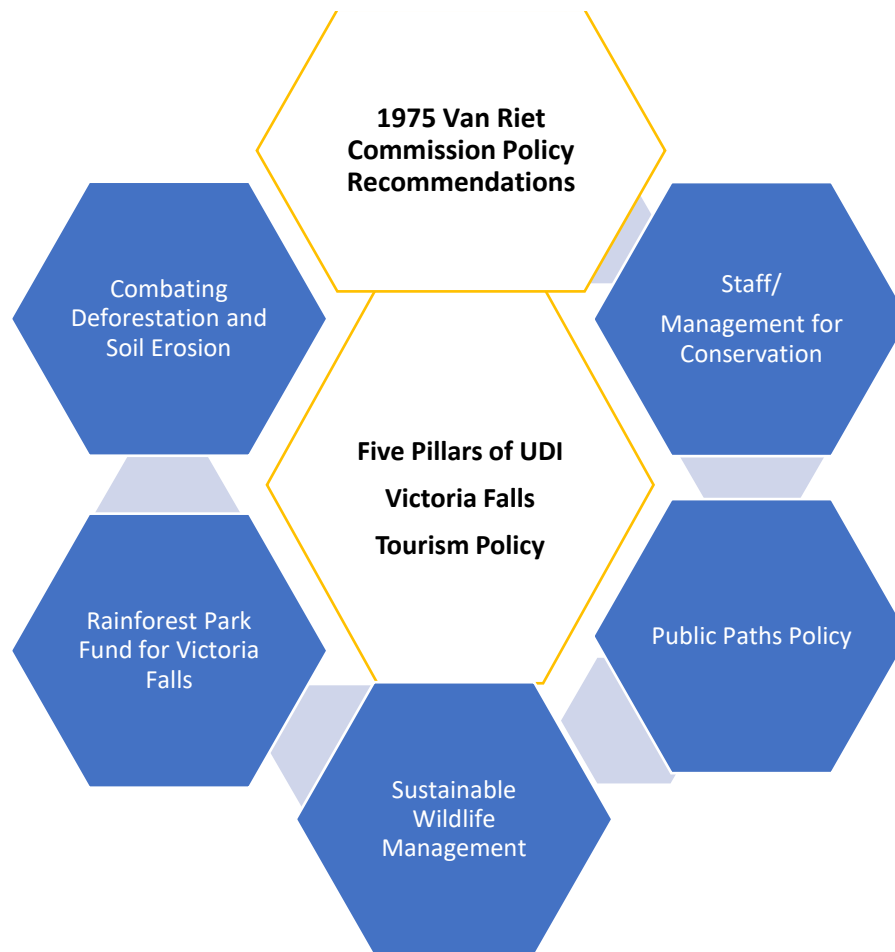 1975 Van Riet
Commission Policy
Recommendations
Combating
Deforestation and
Soil Erosion
Staff/
Management for
Conservation
Five Pillars of UDI
Victoria Falls
Tourism Policy
Rainforest Park
Fund for Victoria
Falls
Public Paths Policy
Sustainable
Wildlife
Management